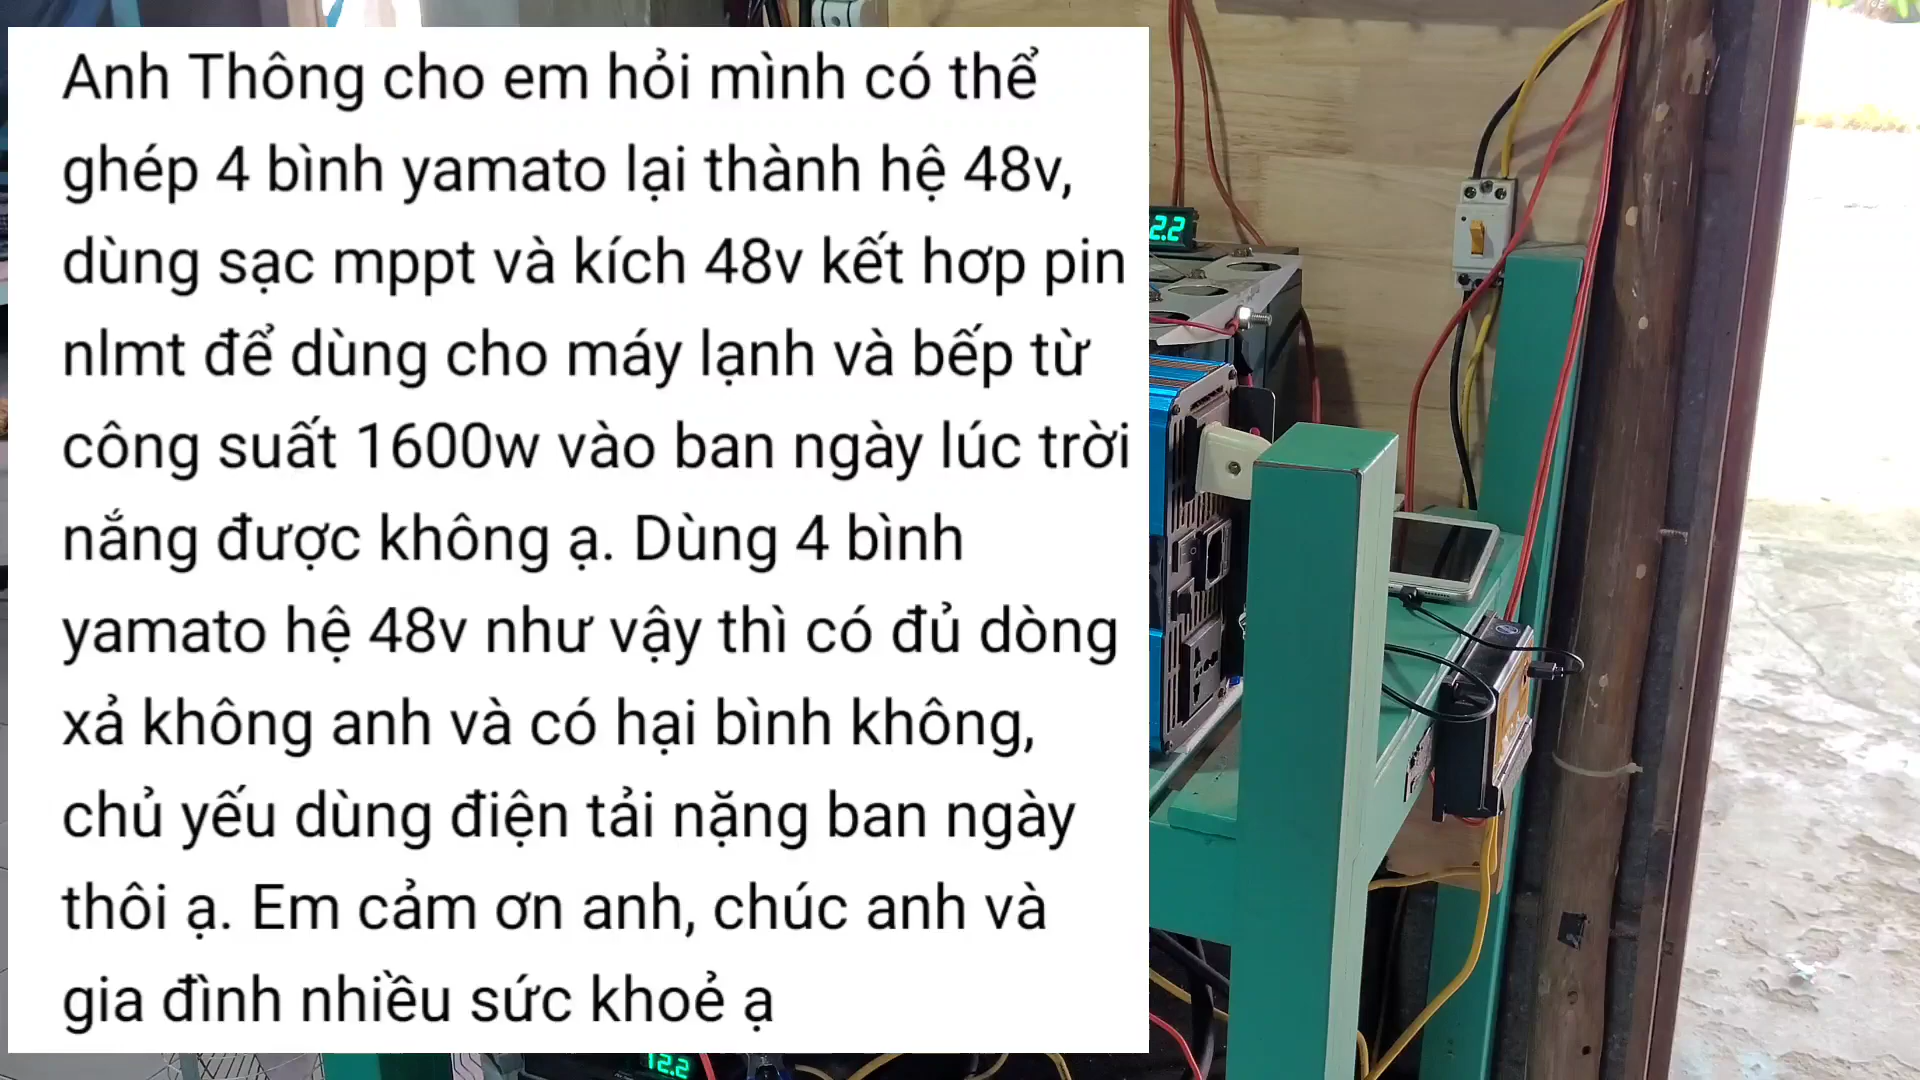 Anh Thông cho em hỏi mình có thể
ghép 4 bình yamato lại thành hệ 48v,
dùng sạc mppt và kích 48v kết hơp pin
nlmt để dùng cho máy lạnh và bếp từ
công suất 1600w vào ban ngày lúc trời
nắng được không ạ. Dùng 4 bình
yamato hệ 48v như vậy thì có đủ dòng
xả không anh và có hại bình không,
chủ yếu dùng điện tải nặng ban ngày
thôi ạ. Em cảm ơn anh, chúc anh và
gia đình nhiều sức khoẻ ạ
2.2
12.2